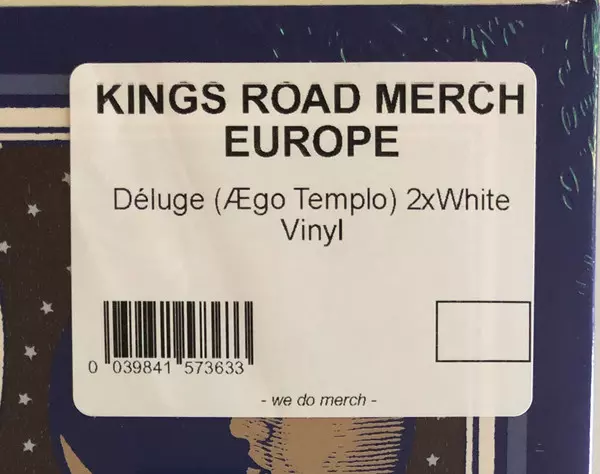 KINGS ROAD MERCH
EUROPE
Déluge (Ægo Templo) 2xWhite
Vinyl
0 039841 573633
- we do merch -